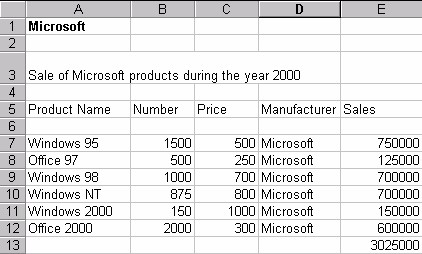 A B C D E
1 Microsoft
2
3 Sale of Microsoft products during the year 2000
4
5 Product Name Number Price Manufacturer Sales
6
7 Windows 95 1500 500 Microsoft 750000
8 Office 97 500 250 Microsoft 125000
9 Windows 98 1000 700 Microsoft 700000
10 Windows NT 875 800 Microsoft 700000
11 Windows 2000 150 1000 Microsoft 150000
12 Office 2000 2000 300 Microsoft 600000
13 3025000